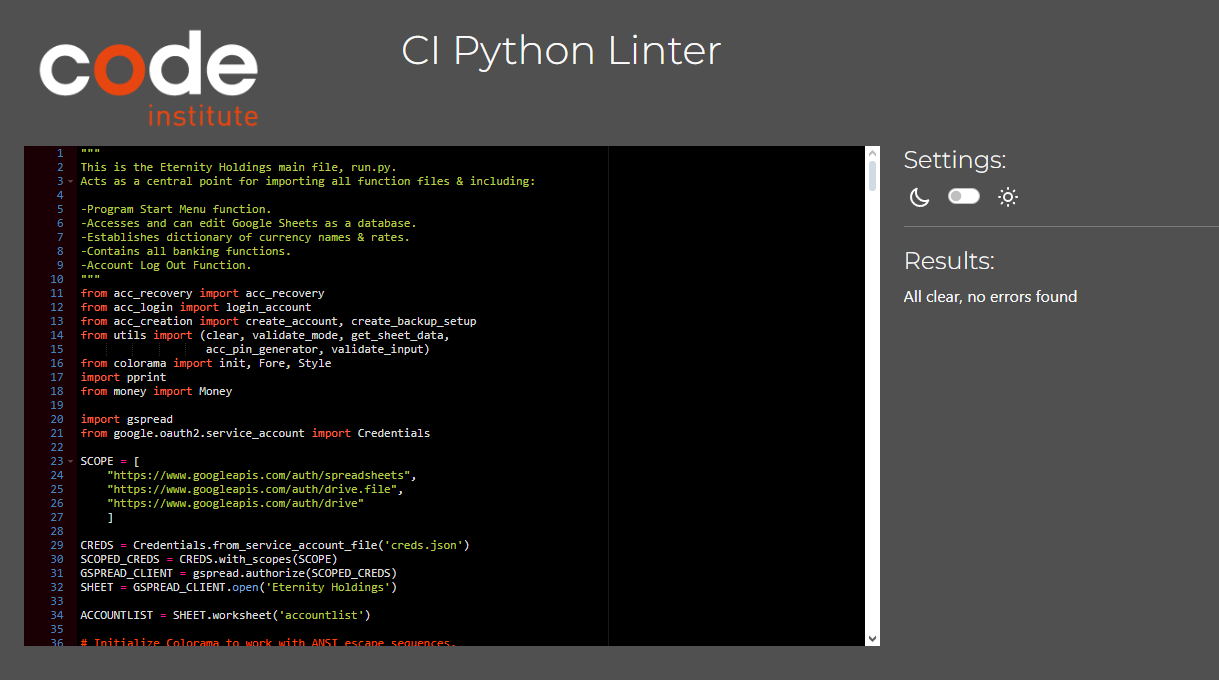 code
institute
CI Python Linter
1 """
2 This is the Eternity Holdings main file, run.py.
3 Acts as a central point for importing all function files & including:
4
5 -Program Start Menu function.
6 -Accesses and can edit Google Sheets as a database.
7 -Establishes dictionary of currency names & rates.
8 -Contains all banking functions.
9 -Account Log Out Function.
10 """
11 from acc_recovery import acc_recovery
12 from acc_login import login_account
13 from acc_creation import create_account, create_backup_setup
14 from utils import (clear, validate_mode, get_sheet_data,
15                    acc_pin_generator, validate_input)
16 from colorama import init, Fore, Style
17 import pprint
18 from money import Money
19
20 import gspread
21 from google.oauth2.service_account import Credentials
22
23 SCOPE = [
24     "https://www.googleapis.com/auth/spreadsheets",
25     "https://www.googleapis.com/auth/drive.file",
26     "https://www.googleapis.com/auth/drive"
27     ]
28
29 CREDS = Credentials.from_service_account_file('creds.json')
30 SCOPED_CREDS = CREDS.with_scopes(SCOPE)
31 GSPREAD_CLIENT = gspread.authorize(SCOPED_CREDS)
32 SHEET = GSPREAD_CLIENT.open('Eternity Holdings')
33
34 ACCOUNTLIST = SHEET.worksheet('accountlist')
35
36 # Initialize Colorama to work with ANSI escape sequences.
Settings:
Results:
All clear, no errors found